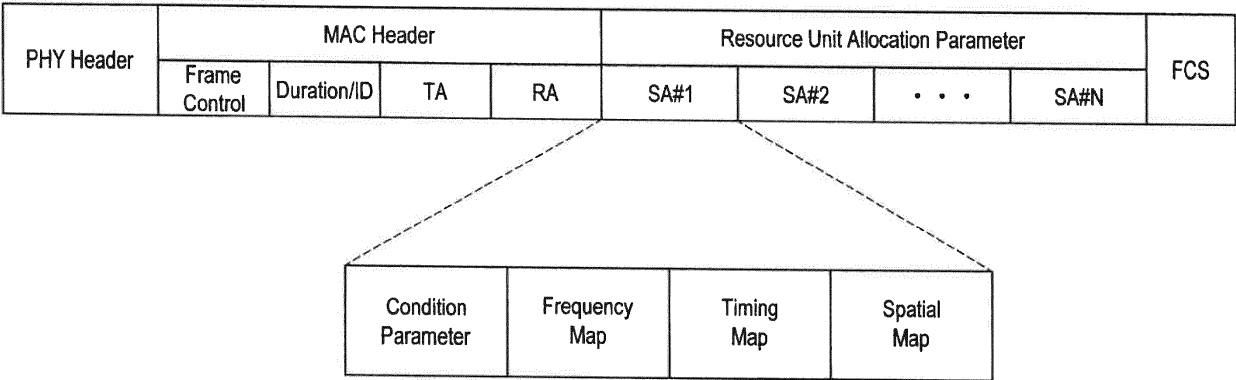 PHY Header
MAC Header
Resource Unit Allocation Parameter
FCS
Frame
Control
Duration/ID
TA
RA
SA#1
SA#2
• • •
SA#N
Condition
Parameter
Frequency
Map
Timing
Map
Spatial
Map